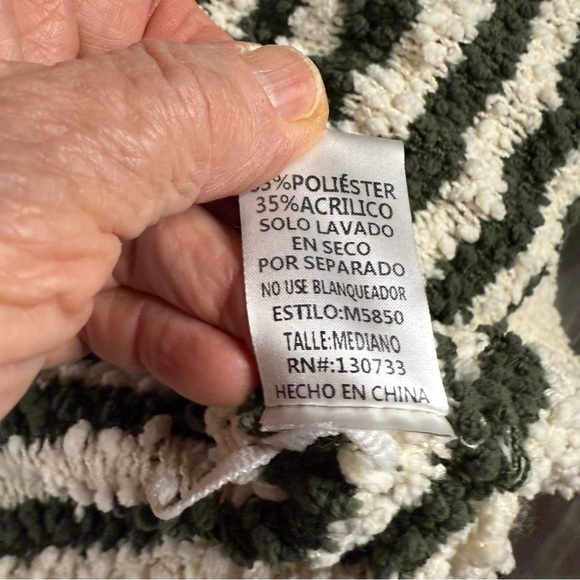 5%POLIÉSTER
35%ACRILICO
SOLO LAVADO
EN SECO
POR SEPARADO
NO USE BLANQUEADOR
ESTILO:M5850
TALLE:MEDIANO
RN#:130733
HECHO EN CHINA